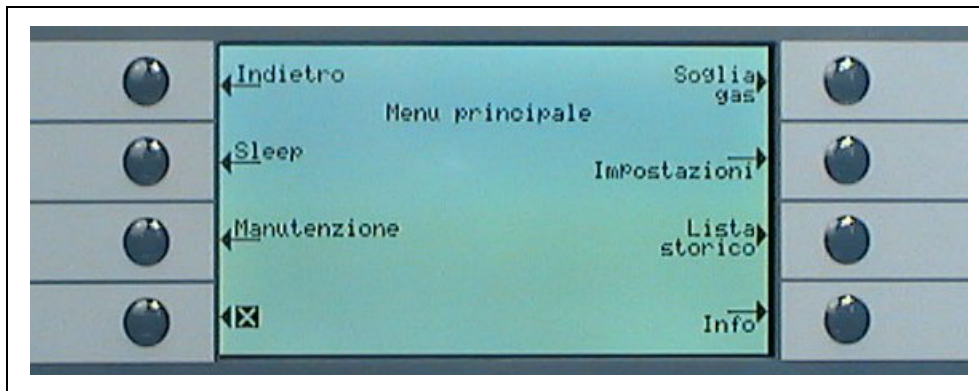 Indietro
Soglia
gas
Menu principale
Sleep
Impostazioni
Manutenzione
Lista
storico
Info